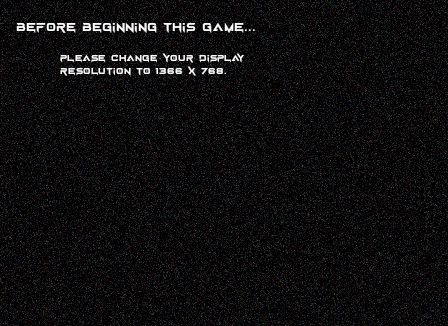 BEFORE BEGINNING THIS GAME...
PLEASE CHANGE YOUR DISPLAY
RESOLUTION TO 1366 X 768.